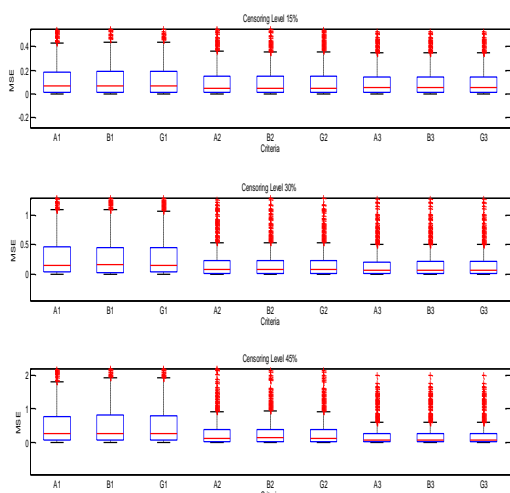 Censoring Level 15%
MSE
0.4
0.2
0
-0.2
A1 B1 G1 A2 B2 G2 A3 B3 G3
Criteria
Censoring Level 30%
MSE
1
0.5
0
A1 B1 G1 A2 B2 G2 A3 B3 G3
Criteria
Censoring Level 45%
MSE
2
1
0
A1 B1 G1 A2 B2 G2 A3 B3 G3